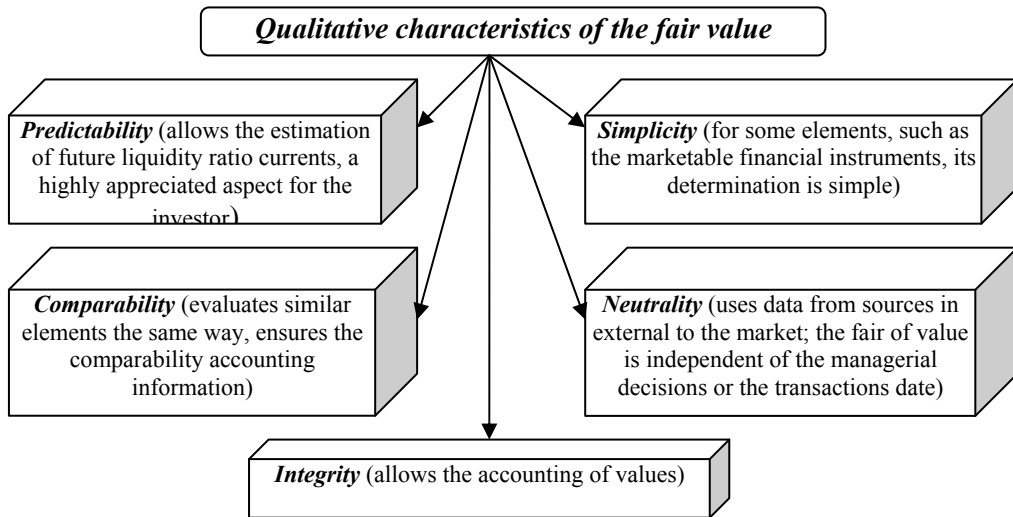 Qualitative characteristics of the fair value
Predictability (allows the estimation
of future liquidity ratio currents, a
highly appreciated aspect for the
investor)
Simplicity (for some elements, such as
the marketable financial instruments, its
determination is simple)
Comparability (evaluates similar
elements the same way, ensures the
comparability accounting
information)
Neutrality (uses data from sources in
external to the market; the fair of value
is independent of the managerial
decisions or the transactions date)
Integrity (allows the accounting of values)